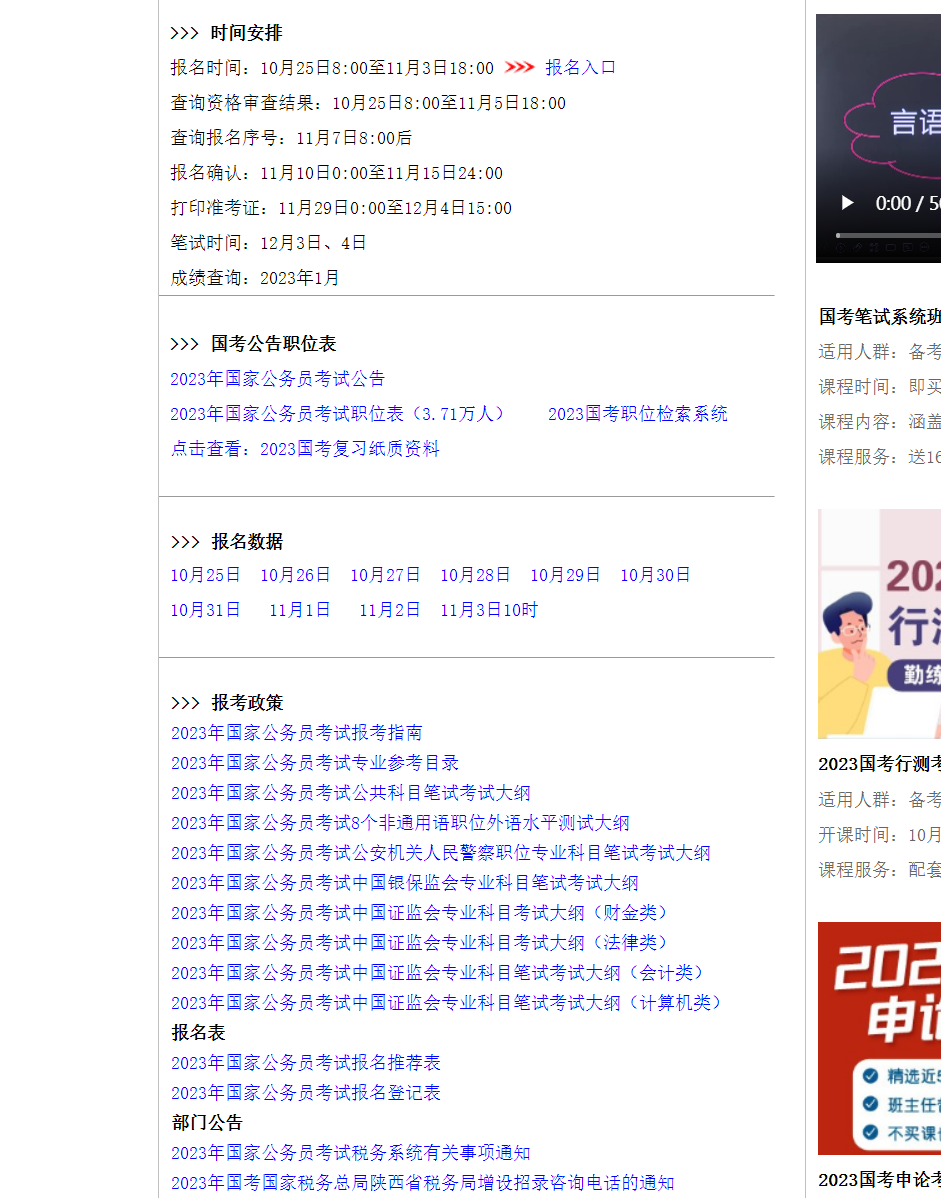 >>> 时间安排
报名时间：10月25日8:00至11月3日18:00 >>> 报名入口
查询资格审查结果：10月25日8:00至11月5日18:00
查询报名序号：11月7日8:00后
报名确认：11月10日0:00至11月15日24:00
打印准考证：11月29日0:00至12月4日15:00
笔试时间：12月3日、4日
成绩查询：2023年1月
>>> 国考公告职位表
2023年国家公务员考试公告
2023年国家公务员考试职位表（3.71万人） 2023国考职位检索系统
点击查看：2023国考复习纸质资料
>>> 报名数据
10月25日 10月26日 10月27日 10月28日 10月29日 10月30日
10月31日 11月1日 11月2日 11月3日10时
>>> 报考政策
2023年国家公务员考试报考指南
2023年国家公务员考试专业参考目录
2023年国家公务员考试公共科目笔试考试大纲
2023年国家公务员考试8个非通用语职位外语水平测试大纲
2023年国家公务员考试公安机关人民警察职位专业科目笔试考试大纲
2023年国家公务员考试中国银保监会专业科目笔试考试大纲
2023年国家公务员考试中国证监会专业科目考试大纲（财金类）
2023年国家公务员考试中国证监会专业科目考试大纲（法律类）
2023年国家公务员考试中国证监会专业科目笔试考试大纲（会计类）
2023年国家公务员考试中国证监会专业科目笔试考试大纲（计算机类）
报名表
2023年国家公务员考试报名推荐表
2023年国家公务员考试报名登记表
部门公告
2023年国家公务员考试税务系统有关事项通知
2023年国考国家税务总局陕西省税务局增设招录咨询电话的通知
言语
0:00 / 50
国考笔试系统班
适用人群：备考
课程时间：即买
课程内容：涵盖
课程服务：送16
202
行测
勤练
2023国考行测考
适用人群：备考
开课时间：10月
课程服务：配套
202
申论
精选近5
班主任督
不买课也
2023国考申论考